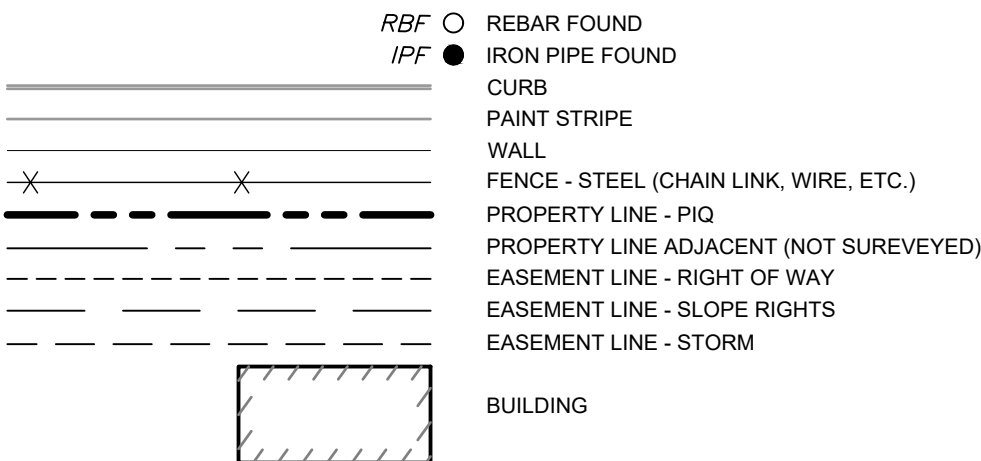 RBF REBAR FOUND
IPF IRON PIPE FOUND
CURB
PAINT STRIPE
WALL
FENCE - STEEL (CHAIN LINK, WIRE, ETC.)
PROPERTY LINE - PIQ
PROPERTY LINE ADJACENT (NOT SUREVEYED)
EASEMENT LINE - RIGHT OF WAY
EASEMENT LINE - SLOPE RIGHTS
EASEMENT LINE - STORM
BUILDING